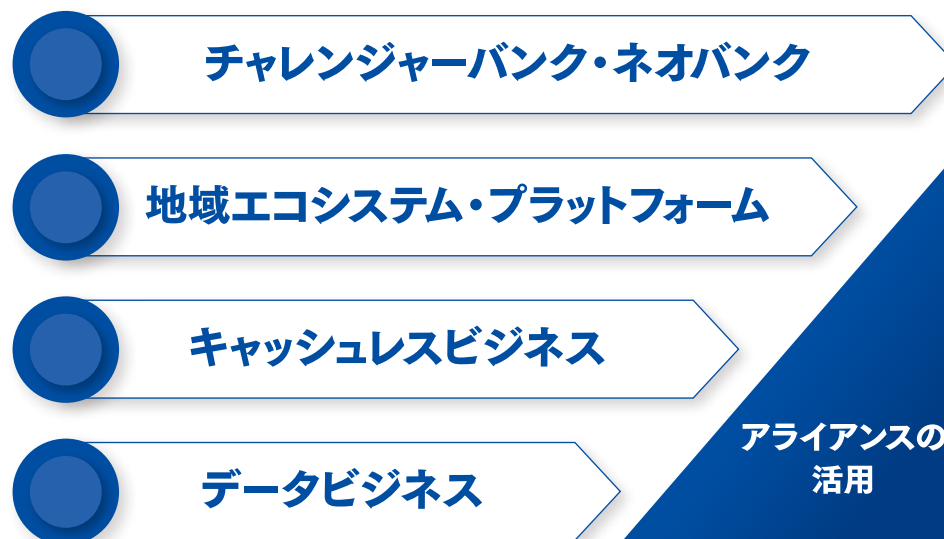 チャレンジャーバンク・ネオバンク
地域エコシステム・プラットフォーム
キャッシュレスビジネス
データビジネス
アライアンスの
活用